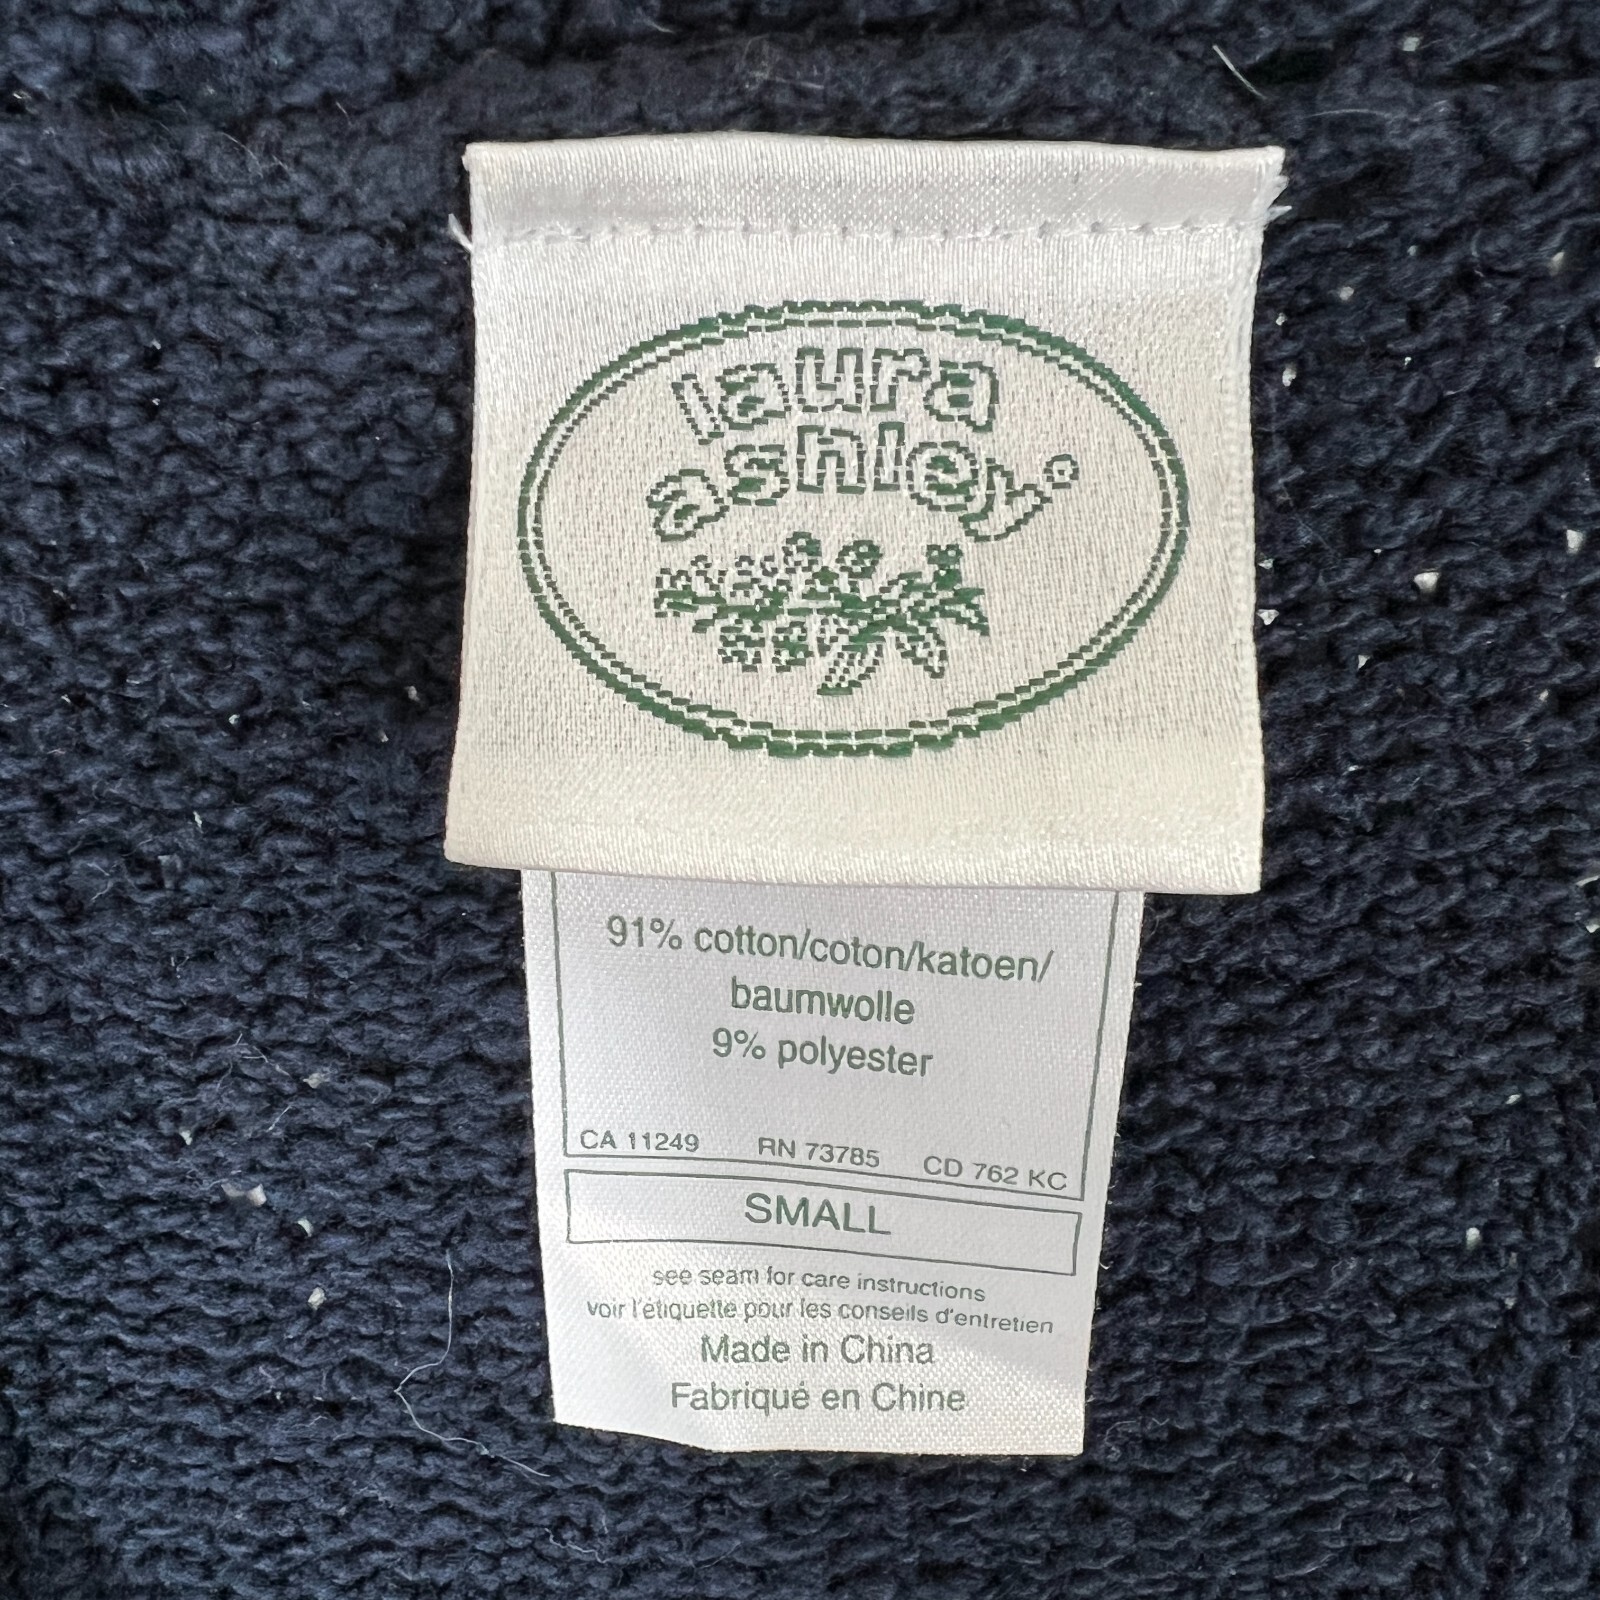 laura
ashley®
91% cotton/coton/katoen/
baumwolle
9% polyester
CA 11249 RN 73785 CD 762 KC
SMALL
see seam for care instructions
voir l'étiquette pour les conseils d'entretien
Made in China
Fabriqué en Chine